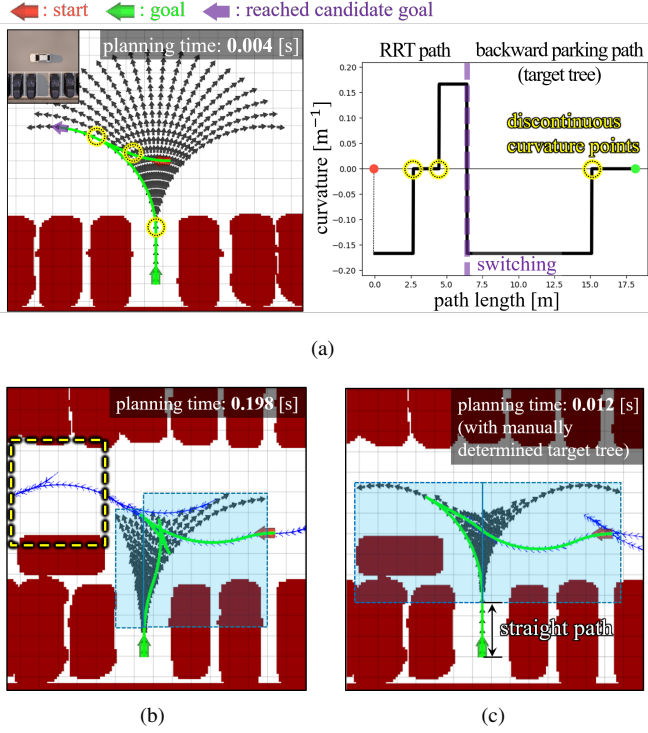 : start : goal : reached candidate goal
planning time: 0.004 [s]
RRT path
backward parking path
(target tree)
curvature [m⁻¹]
0.20
0.15
0.10
0.05
0.00
−0.05
−0.10
−0.15
−0.20
discontinuous
curvature points
switching
0.0 2.5 5.0 7.5 10.0 12.5 15.0 17.5
path length [m]
(a)
planning time: 0.198 [s]
planning time: 0.012 [s]
(with manually
determined target tree)
straight path
(b)
(c)